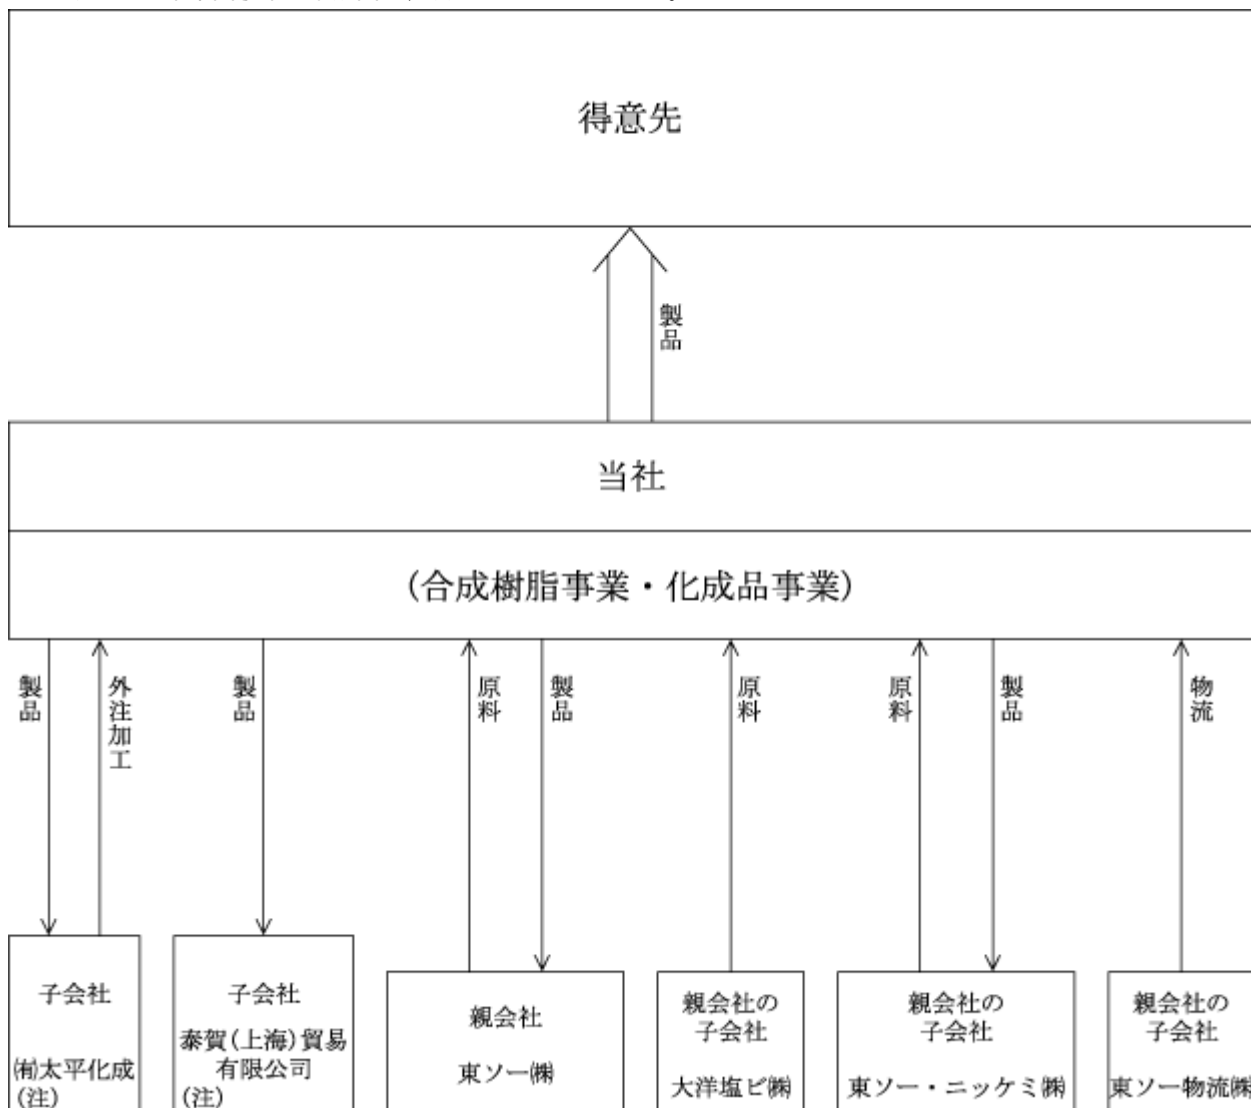 得意先
製品
当社
(合成樹脂事業・化成品事業)
製品
外注加工
製品
原料
製品
原料
原料
製品
物流
子会社
㈲太平化成
(注)
子会社
泰賀(上海)貿易
有限公司
(注)
親会社
東ソー㈱
親会社の
子会社
大洋塩ビ㈱
親会社の
子会社
東ソー・ニッケミ㈱
親会社の
子会社
東ソー物流㈱